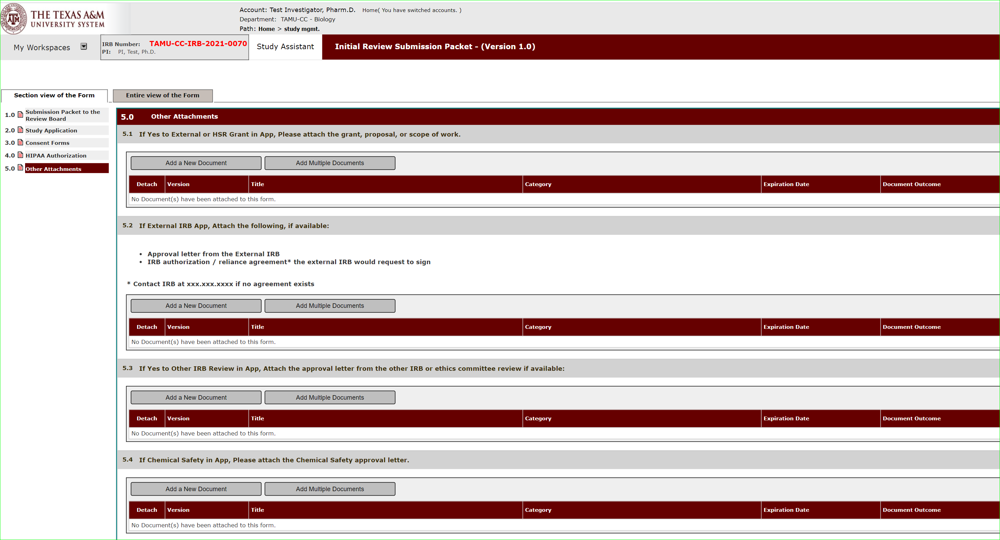 THE TEXAS A&M
UNIVERSITY SYSTEM
Account: Test Investigator, Pharm.D. Home( You have switched accounts. )
Department: TAMU-CC - Biology
Path: Home > study mgmt.
My Workspaces
IRB Number: TAMU-CC-IRB-2021-0070
PI: PI, Test, Ph.D.
Study Assistant
Initial Review Submission Packet - (Version 1.0)
Section view of the Form
Entire view of the Form
1.0 Submission Packet to the
Review Board
2.0 Study Application
3.0 Consent Forms
4.0 HIPAA Authorization
5.0 Other Attachments
5.0 Other Attachments
5.1 If Yes to External or HSR Grant in App, Please attach the grant, proposal, or scope of work.
Add a New Document Add Multiple Documents
Detach Version Title Category Expiration Date Document Outcome
No Document(s) have been attached to this form.
5.2 If External IRB App, Attach the following, if available:
• Approval letter from the External IRB
• IRB authorization / reliance agreement* the external IRB would request to sign
* Contact IRB at xxx.xxx.xxxx if no agreement exists
Add a New Document Add Multiple Documents
Detach Version Title Category Expiration Date Document Outcome
No Document(s) have been attached to this form.
5.3 If Yes to Other IRB Review in App, Attach the approval letter from the other IRB or ethics committee review if available:
Add a New Document Add Multiple Documents
Detach Version Title Category Expiration Date Document Outcome
No Document(s) have been attached to this form.
5.4 If Chemical Safety in App, Please attach the Chemical Safety approval letter.
Add a New Document Add Multiple Documents
Detach Version Title Category Expiration Date Document Outcome
No Document(s) have been attached to this form.